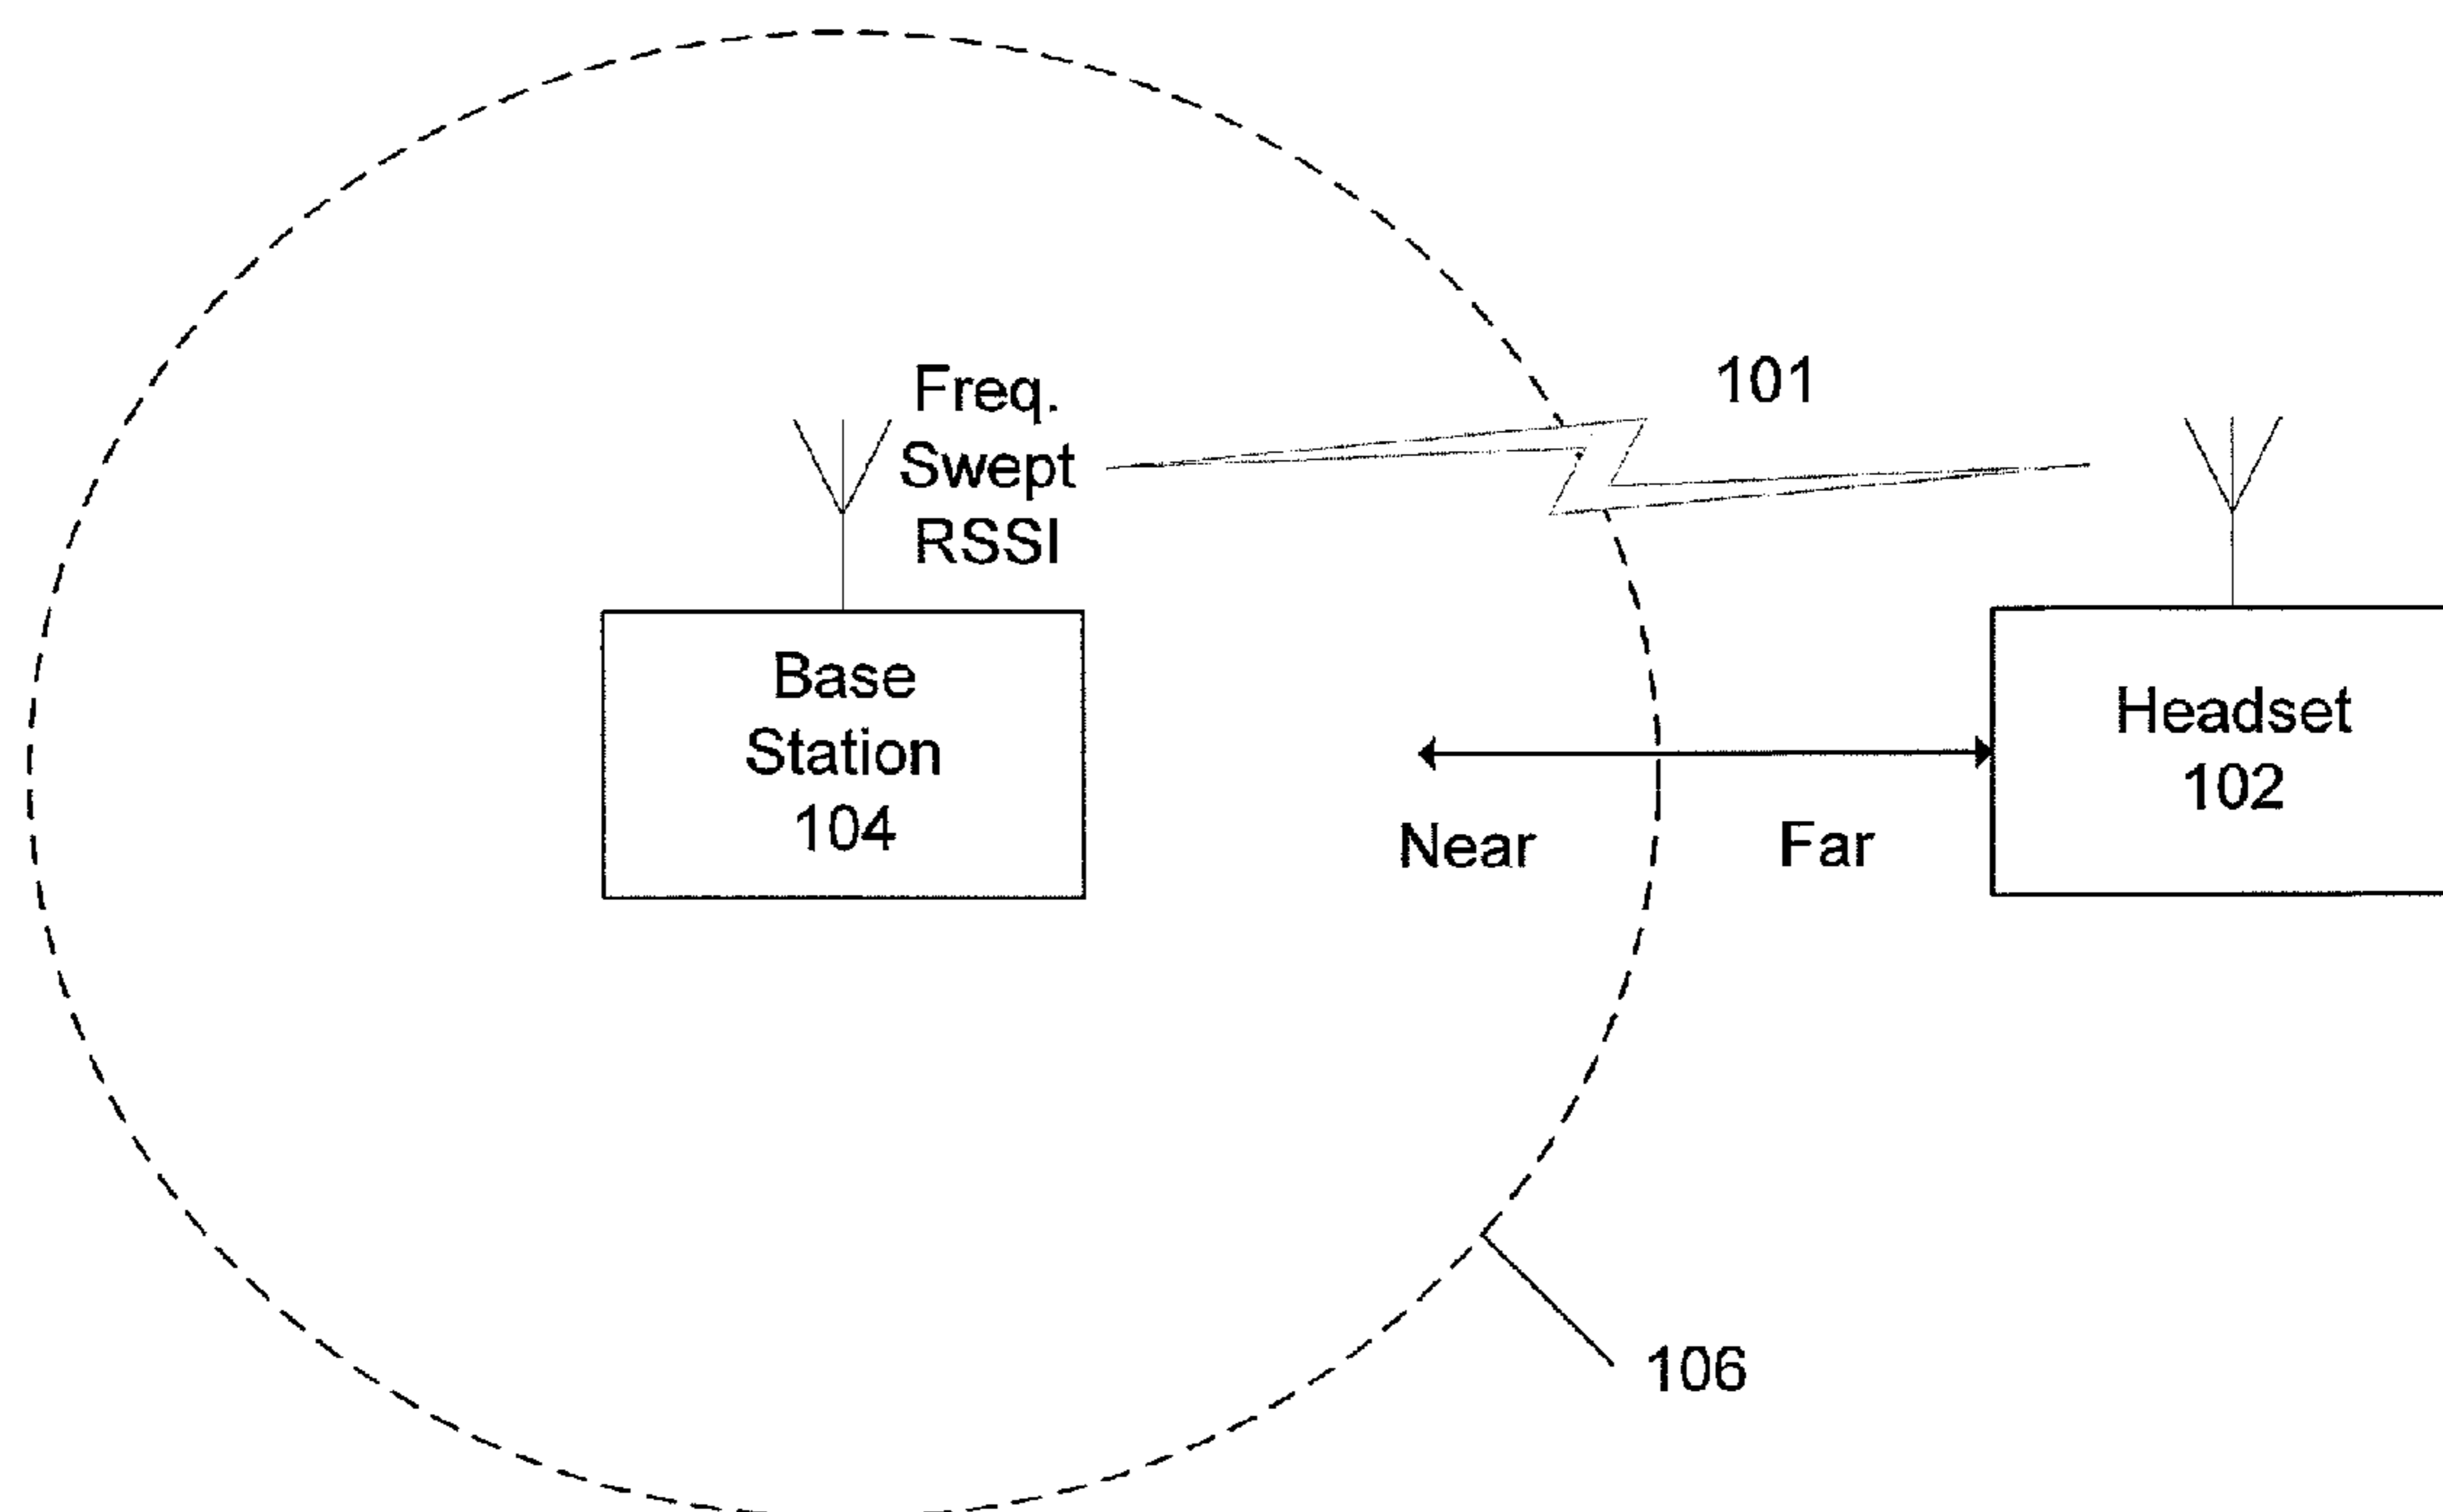 Freq.
Swept
RSSI
101
Base
Station
104
Headset
102
Near
Far
106